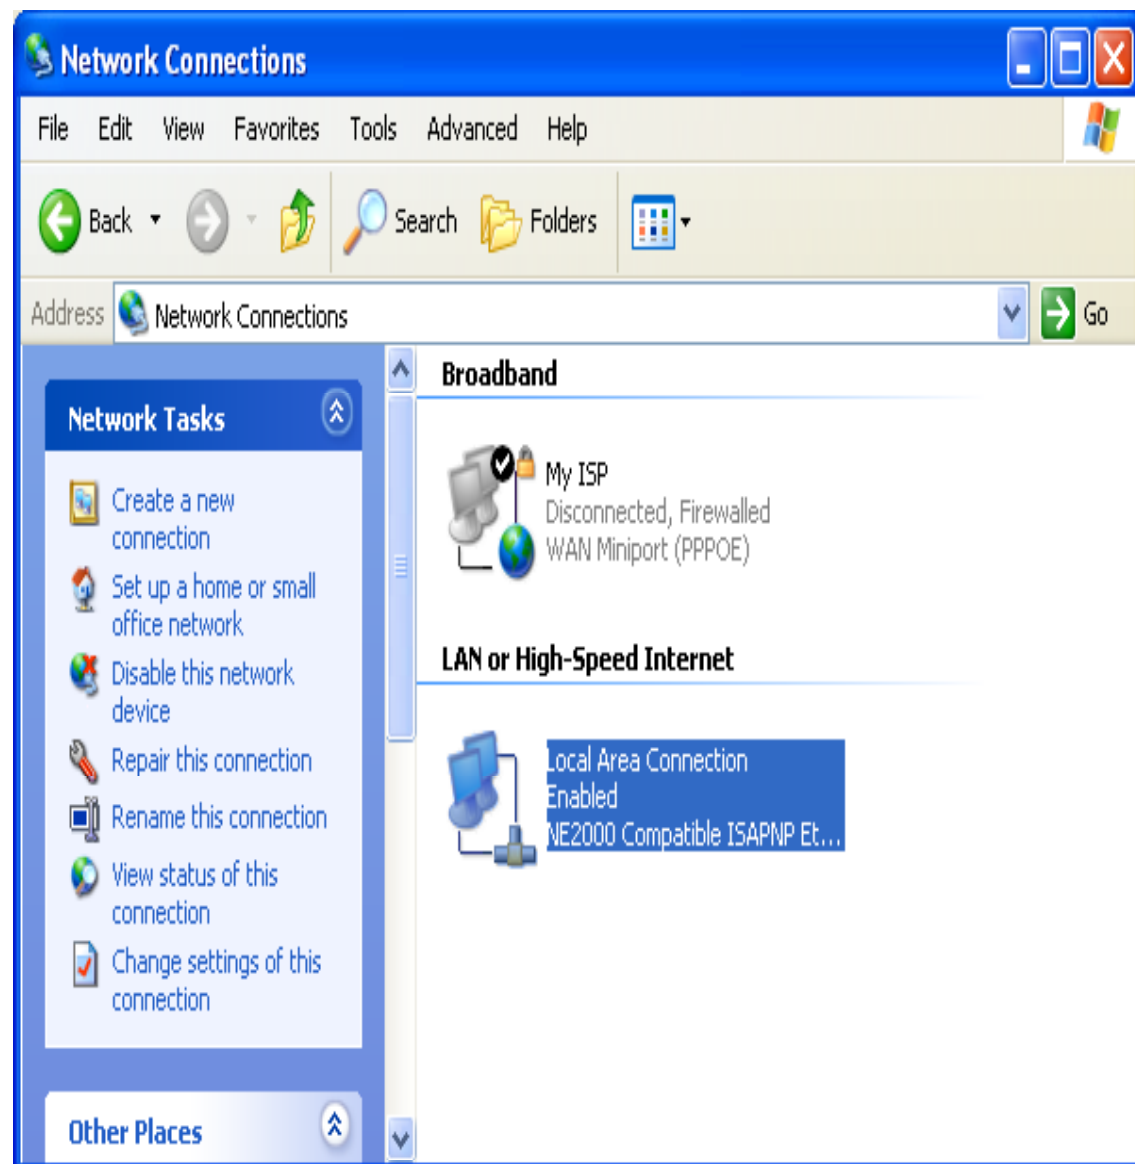 Network Connections
File Edit View Favorites Tools Advanced Help
Back Search Folders
Address Network Connections Go
Network Tasks
Create a new
connection
Set up a home or small
office network
Disable this network
device
Repair this connection
Rename this connection
View status of this
connection
Change settings of this
connection
Other Places
Broadband
My ISP
Disconnected, Firewalled
WAN Miniport (PPPOE)
LAN or High-Speed Internet
Local Area Connection
Enabled
NE2000 Compatible ISAPNP Et...